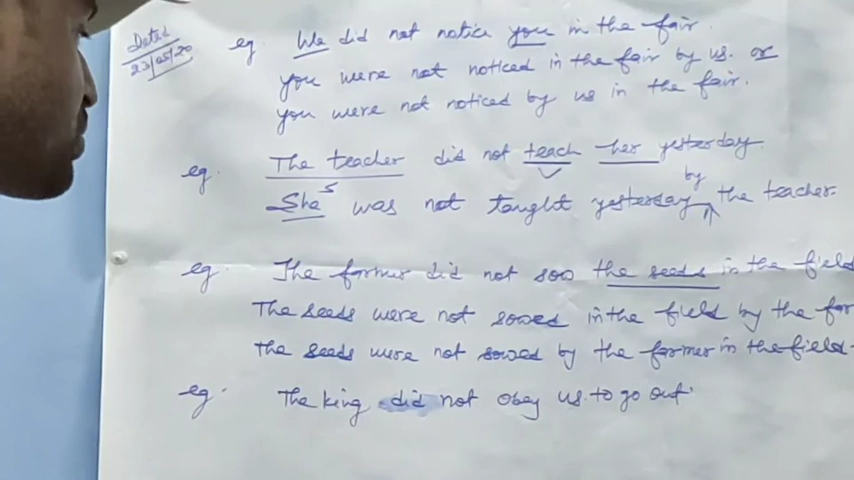 Dated
23/05/20
eg. We did not notice you in the fair.
you were not noticed in the fair by us. or
you were not noticed by us in the fair.
eg. The teacher did not teach her yesterday.
She S was not taught yesterday by the teacher.
eg. The farmer did not sow the seeds in the field
The seeds were not sowed in the field by the far
The seeds were not sowed by the farmer in the field.
eg. The king did not obey us to go out.